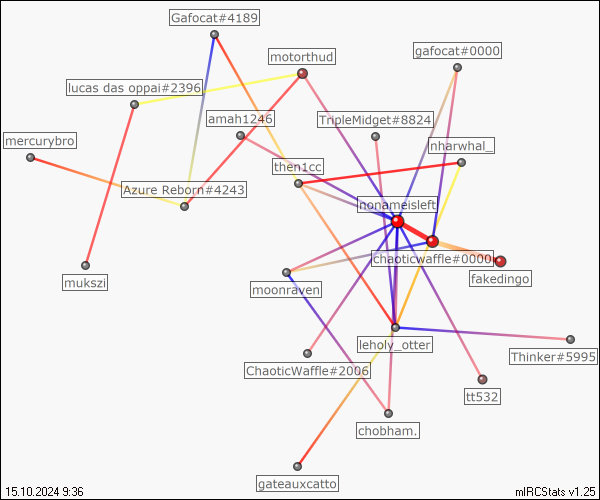 Gafocat#4189
gafocat#0000
motorthud
lucas das oppai#2396
amah1246
TripleMidget#8824
mercurybro
nharwhal_
then1cc
Azure Reborn#4243
nonameisleft
chaoticwaffle#0000
fakedingo
mukszi
moonraven
leholy_otter
Thinker#5995
ChaoticWaffle#2006
tt532
chobham.
gateauxcatto
15.10.2024 9:36
mIRCStats v1.25